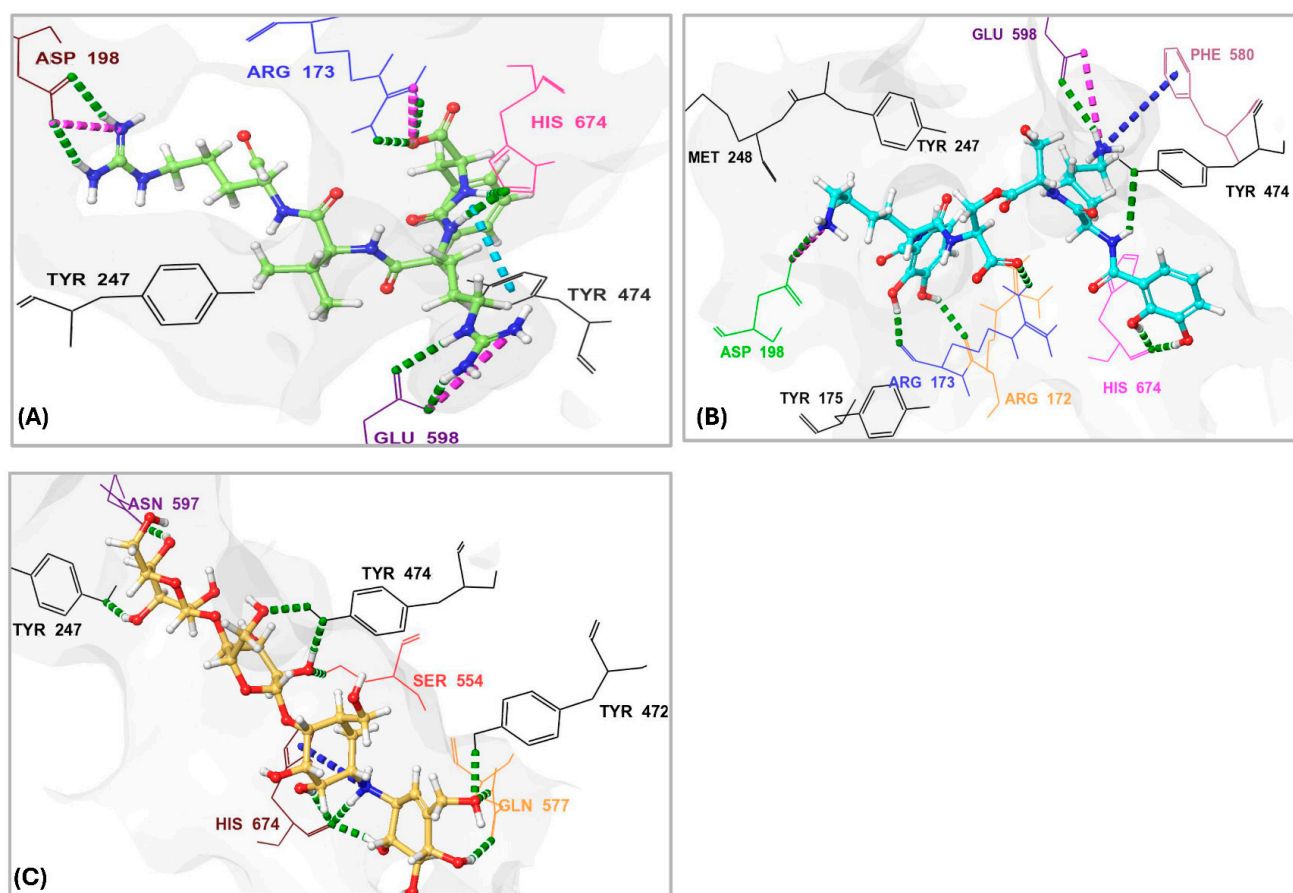 ASP 198
ARG 173
HIS 674
TYR 247
TYR 474
GLU 598
(A)
GLU 598
PHE 580
MET 248
TYR 247
TYR 474
ASP 198
ARG 173
HIS 674
ARG 172
TYR 175
(B)
ASN 597
TYR 474
TYR 247
SER 554
TYR 472
GLN 577
HIS 674
(C)